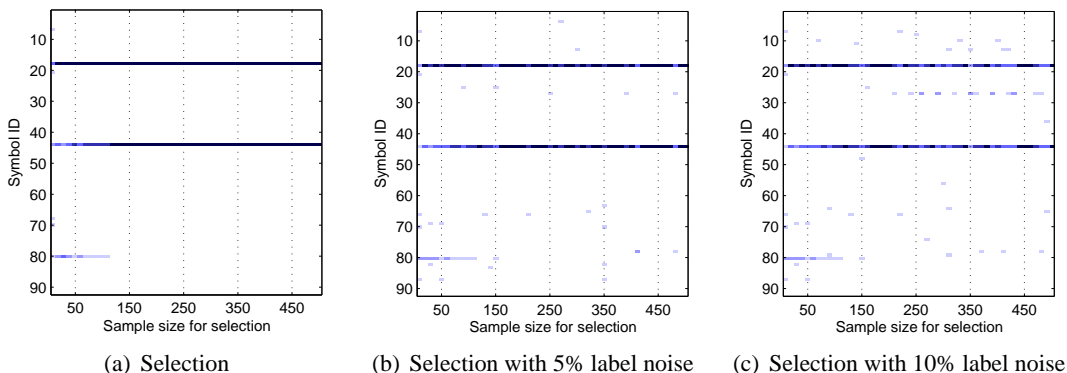 10
20
30
40
50
60
70
80
90
Symbol ID
50 150 250 350 450
Sample size for selection
(a) Selection
10
20
30
40
50
60
70
80
90
Symbol ID
50 150 250 350 450
Sample size for selection
(b) Selection with 5% label noise
10
20
30
40
50
60
70
80
90
Symbol ID
50 150 250 350 450
Sample size for selection
(c) Selection with 10% label noise